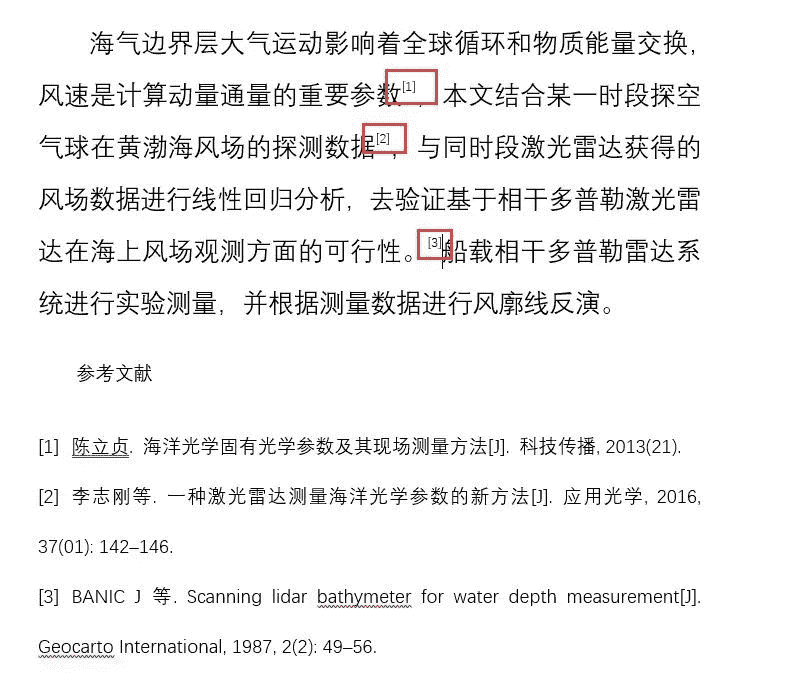 海气边界层大气运动影响着全球循环和物质能量交换，
风速是计算动量通量的重要参数[1]，本文结合某一时段探空
气球在黄渤海风场的探测数据[2]，与同时段激光雷达获得的
风场数据进行线性回归分析，去验证基于相干多普勒激光雷
达在海上风场观测方面的可行性。[3]船载相干多普勒雷达系
统进行实验测量，并根据测量数据进行风廓线反演。
参考文献
[1] 陈立贞. 海洋光学固有光学参数及其现场测量方法[J]. 科技传播, 2013(21).
[2] 李志刚等. 一种激光雷达测量海洋光学参数的新方法[J]. 应用光学, 2016,
37(01): 142–146.
[3] BANIC J 等. Scanning lidar bathymeter for water depth measurement[J].
Geocarto International, 1987, 2(2): 49–56.